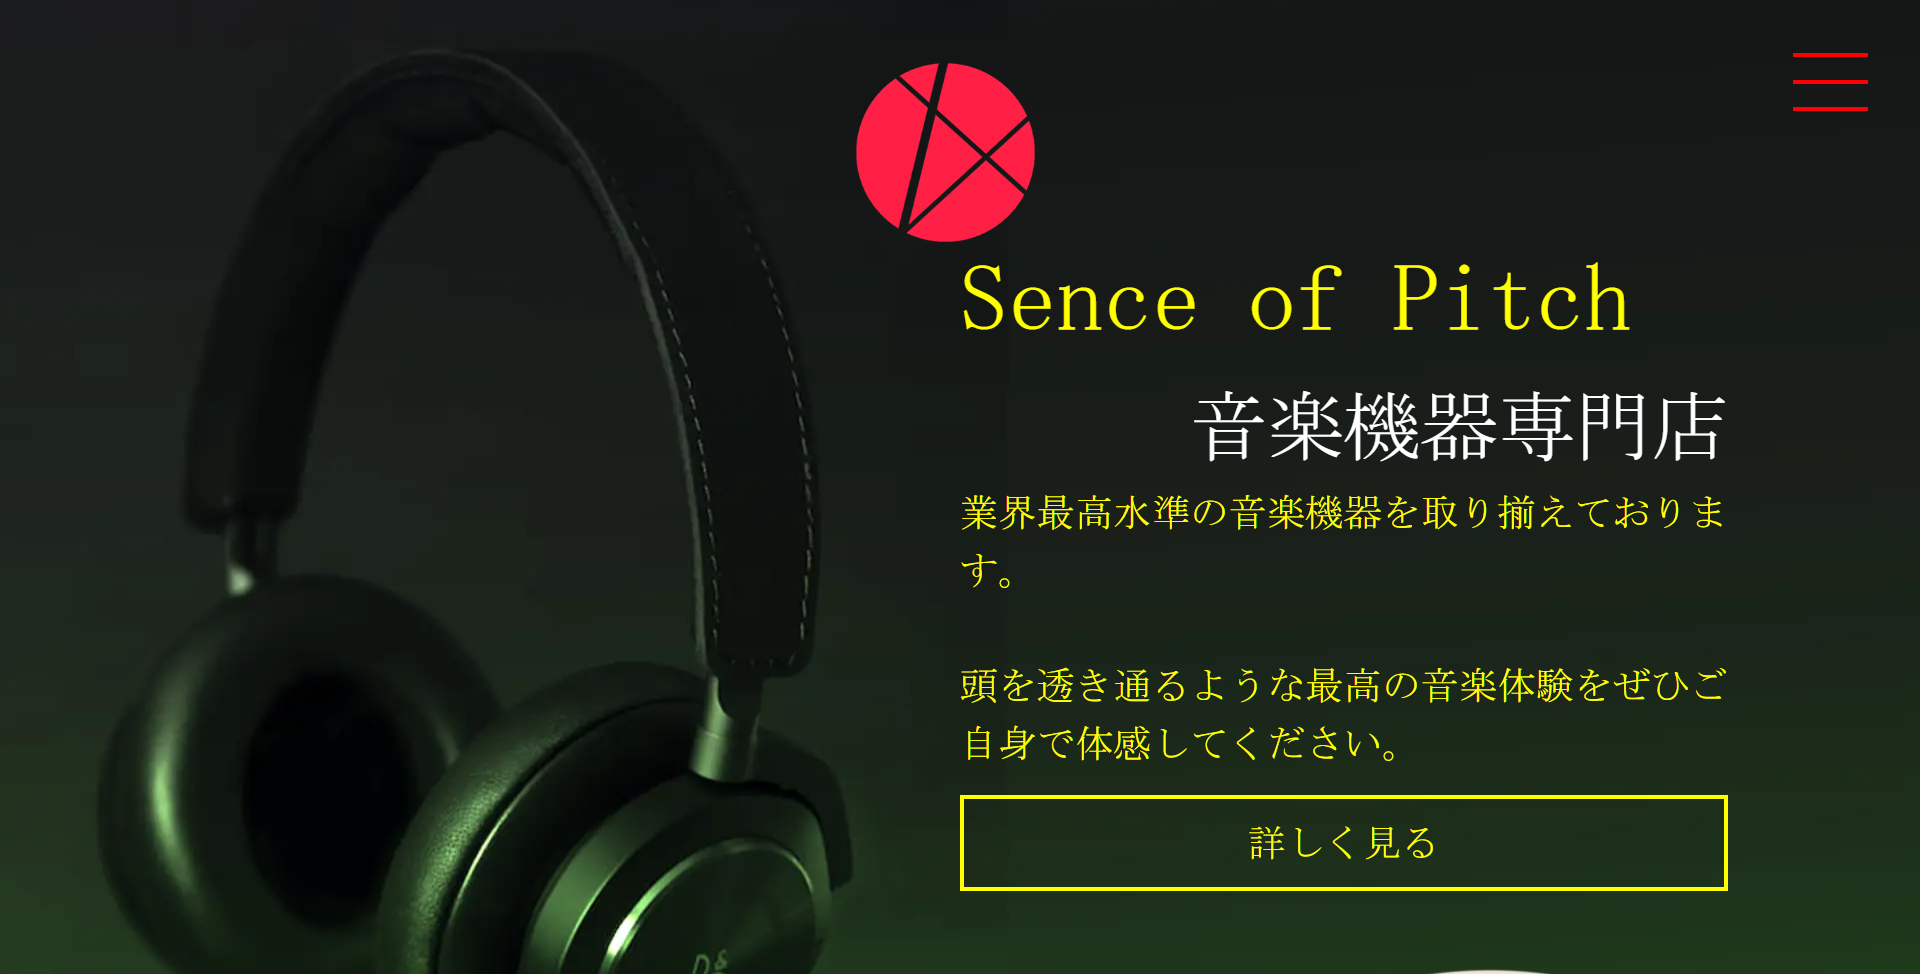 Sence of Pitch
音楽機器専門店
業界最高水準の音楽機器を取り揃えておりま
す。
頭を透き通るような最高の音楽体験をぜひご
自身で体感してください。
詳しく見る